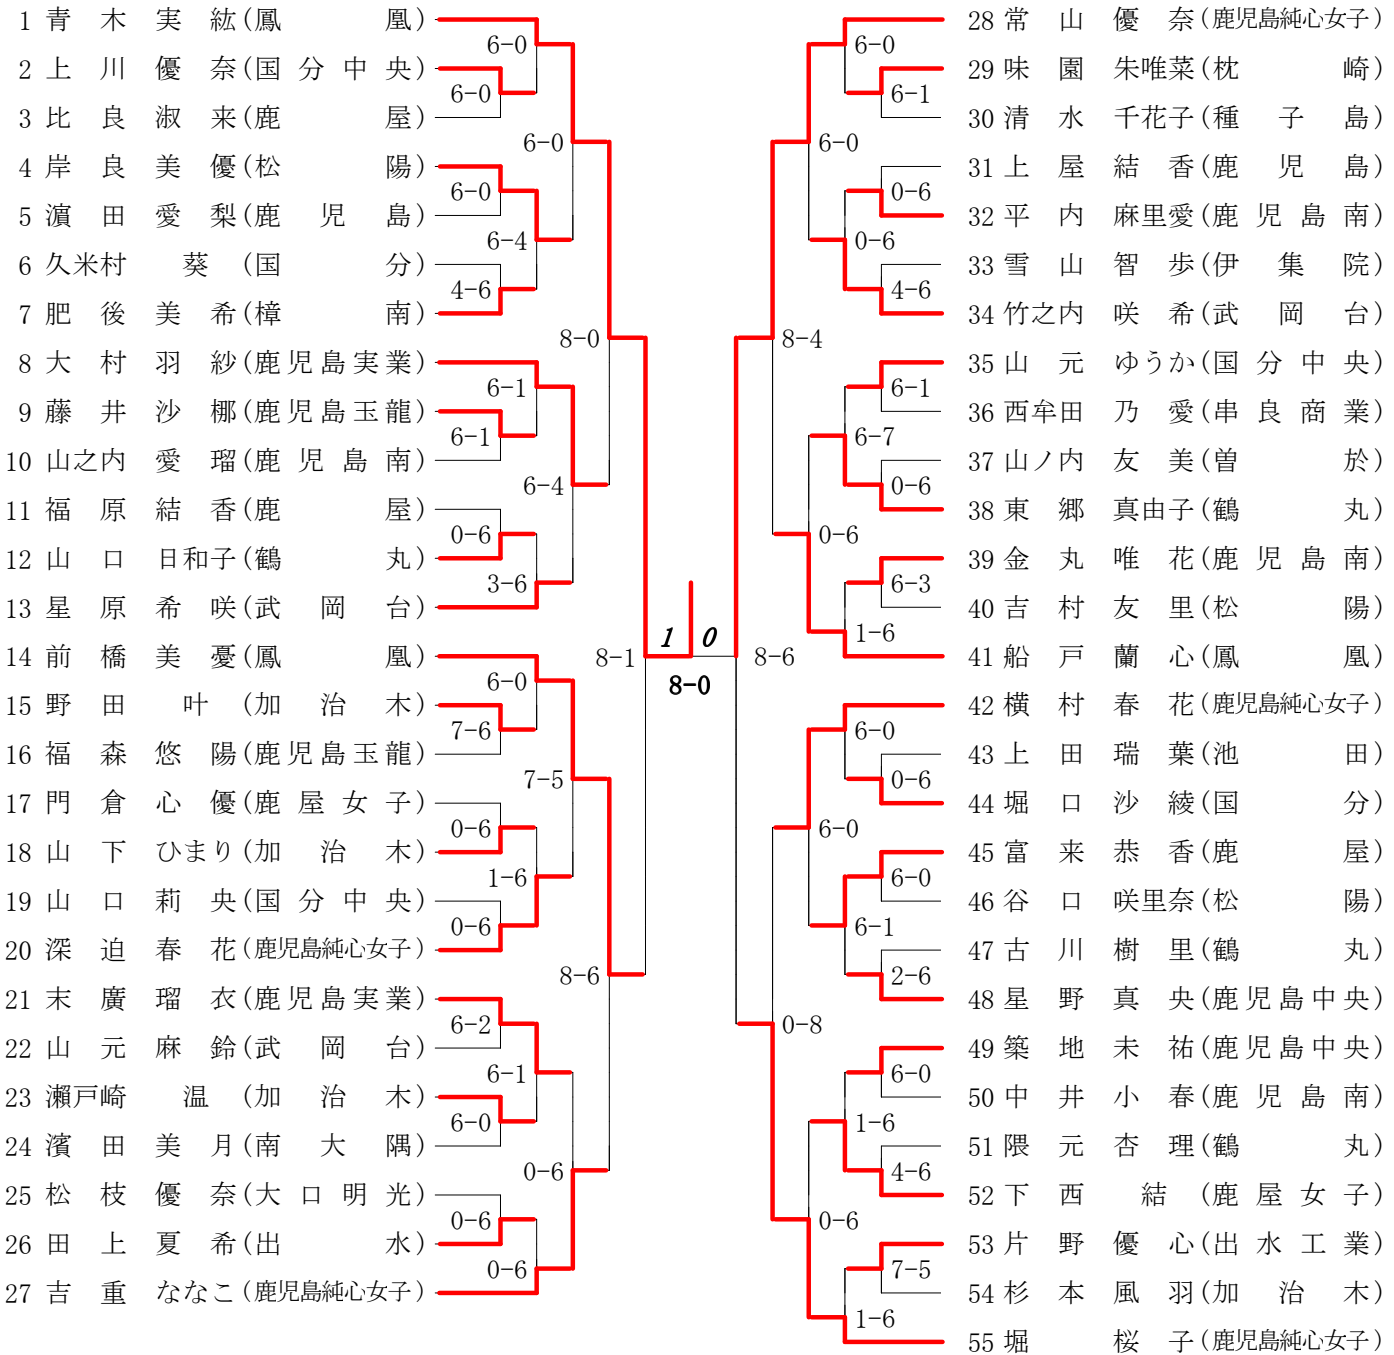 1 青木実紘(鳳凰)
2 上川優奈(国分中央)
3 比良淑来(鹿屋)
4 岸良美優(松陽)
5 濵田愛梨(鹿児島)
6 久米村葵(国分)
7 肥後美希(樟南)
8 大村羽紗(鹿児島実業)
9 藤井沙梛(鹿児島玉龍)
10 山之内愛瑠(鹿児島南)
11 福原結香(鹿屋)
12 山口日和子(鶴丸)
13 星原希咲(武岡台)
14 前橋美憂(鳳凰)
15 野田叶(加治木)
16 福森悠陽(鹿児島玉龍)
17 門倉心優(鹿屋女子)
18 山下ひまり(加治木)
19 山口莉央(国分中央)
20 深迫春花(鹿児島純心女子)
21 末廣瑠衣(鹿児島実業)
22 山元麻鈴(武岡台)
23 瀬戸崎温(加治木)
24 濱田美月(南大隅)
25 松枝優奈(大口明光)
26 田上夏希(出水)
27 吉重ななこ(鹿児島純心女子)
6-0
6-0
6-0
6-0
6-4
4-6
8-0
6-1
6-1
6-4
0-6
3-6
8-1
6-0
7-6
7-5
0-6
1-6
0-6
8-6
6-2
6-1
6-0
0-6
0-6
0-6
1 0
8-0
6-0
6-1
6-0
0-6
0-6
4-6
8-4
6-1
6-7
0-6
0-6
6-3
1-6
8-6
6-0
0-6
6-0
6-0
6-1
2-6
0-8
6-0
1-6
4-6
0-6
7-5
1-6
28 常山優奈(鹿児島純心女子)
29 味園朱唯菜(枕崎)
30 清水千花子(種子島)
31 上屋結香(鹿児島)
32 平内麻里愛(鹿児島南)
33 雪山智歩(伊集院)
34 竹之内咲希(武岡台)
35 山元ゆうか(国分中央)
36 西牟田乃愛(串良商業)
37 山ノ内友美(曽於)
38 東郷真由子(鶴丸)
39 金丸唯花(鹿児島南)
40 吉村友里(松陽)
41 船戸蘭心(鳳凰)
42 横村春花(鹿児島純心女子)
43 上田瑞葉(池田)
44 堀口沙綾(国分)
45 富来恭香(鹿屋)
46 谷口咲里奈(松陽)
47 古川樹里(鶴丸)
48 星野真央(鹿児島中央)
49 築地未祐(鹿児島中央)
50 中井小春(鹿児島南)
51 隈元杏理(鶴丸)
52 下西結(鹿屋女子)
53 片野優心(出水工業)
54 杉本風羽(加治木)
55 堀桜子(鹿児島純心女子)